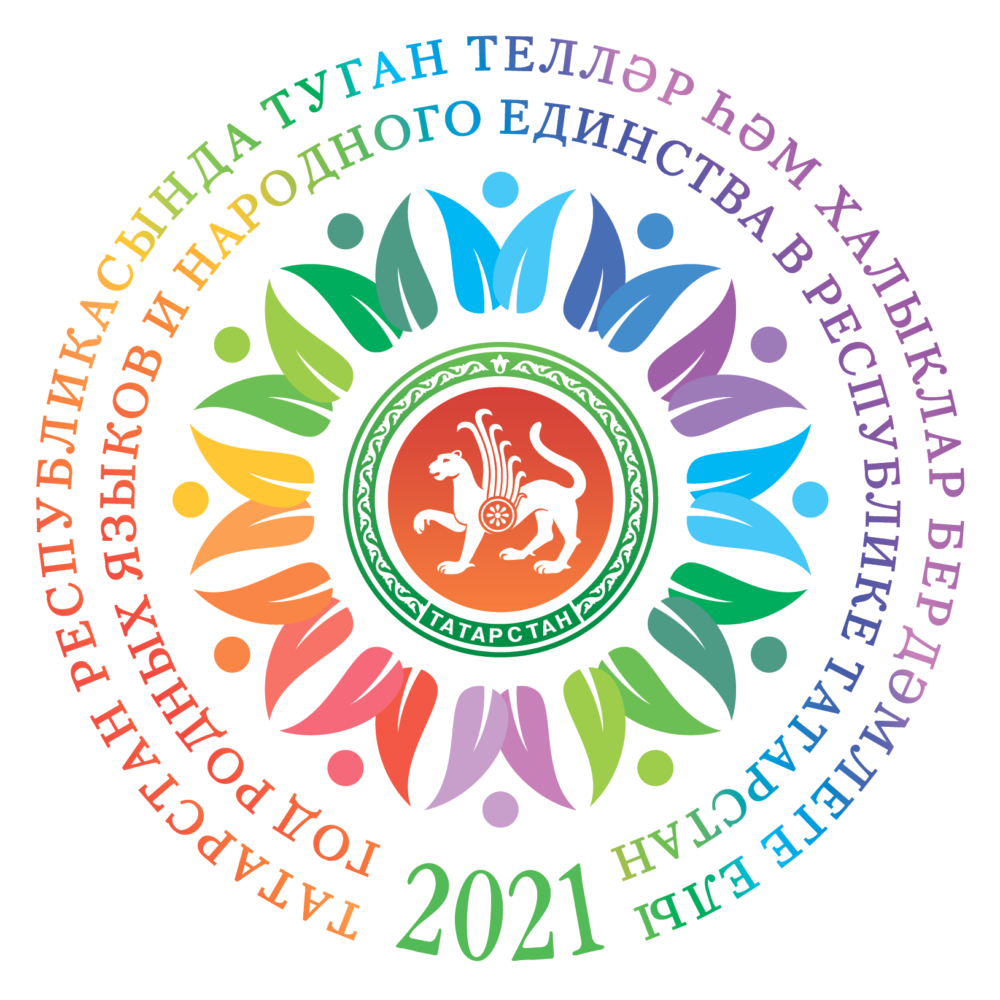 ТАТАРСТАН РЕСПУБЛИКАСЫНДА ТУГАН ТЕЛЛӘР ҺӘМ ХАЛЫКЛАР БЕРДӘМЛЕГЕ ЕЛЫ
ГОД РОДНЫХ ЯЗЫКОВ И НАРОДНОГО ЕДИНСТВА В РЕСПУБЛИКЕ ТАТАРСТАН
ТАТАРСТАН
2021